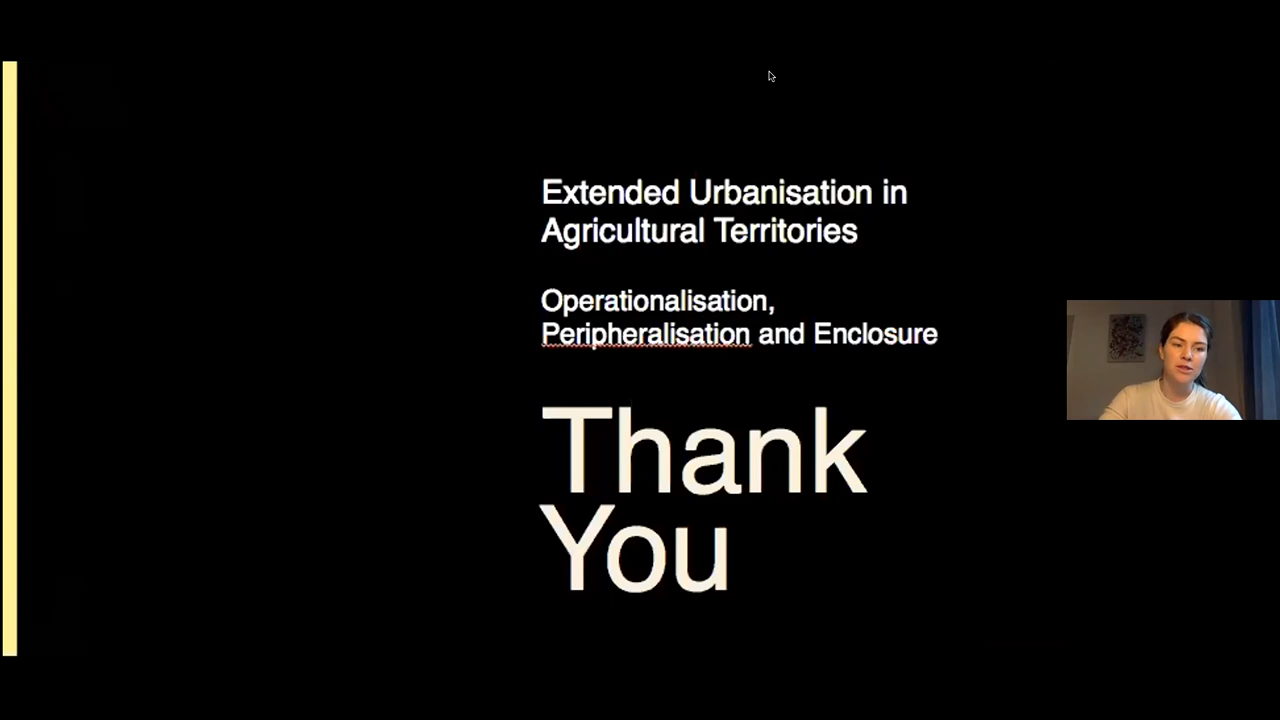 Extended Urbanisation in
Agricultural Territories
Operationalisation,
Peripheralisation and Enclosure
Thank
You